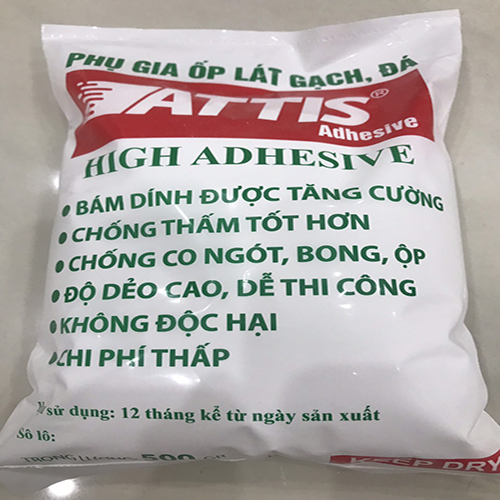 PHỤ GIA ỐP LÁT GẠCH, ĐÁ
ATTIS®
Adhesive
HIGH ADHESIVE
• BÁM DÍNH ĐƯỢC TĂNG CƯỜNG
• CHỐNG THẤM TỐT HƠN
• CHỐNG CO NGÓT, BONG, ỘP
• ĐỘ DẺO CAO, DỄ THI CÔNG
• KHÔNG ĐỘC HẠI
• CHI PHÍ THẤP
sử dụng: 12 tháng kể từ ngày sản xuất
Số lô:
TRỌNG LƯỢNG 500
KEEP DRY